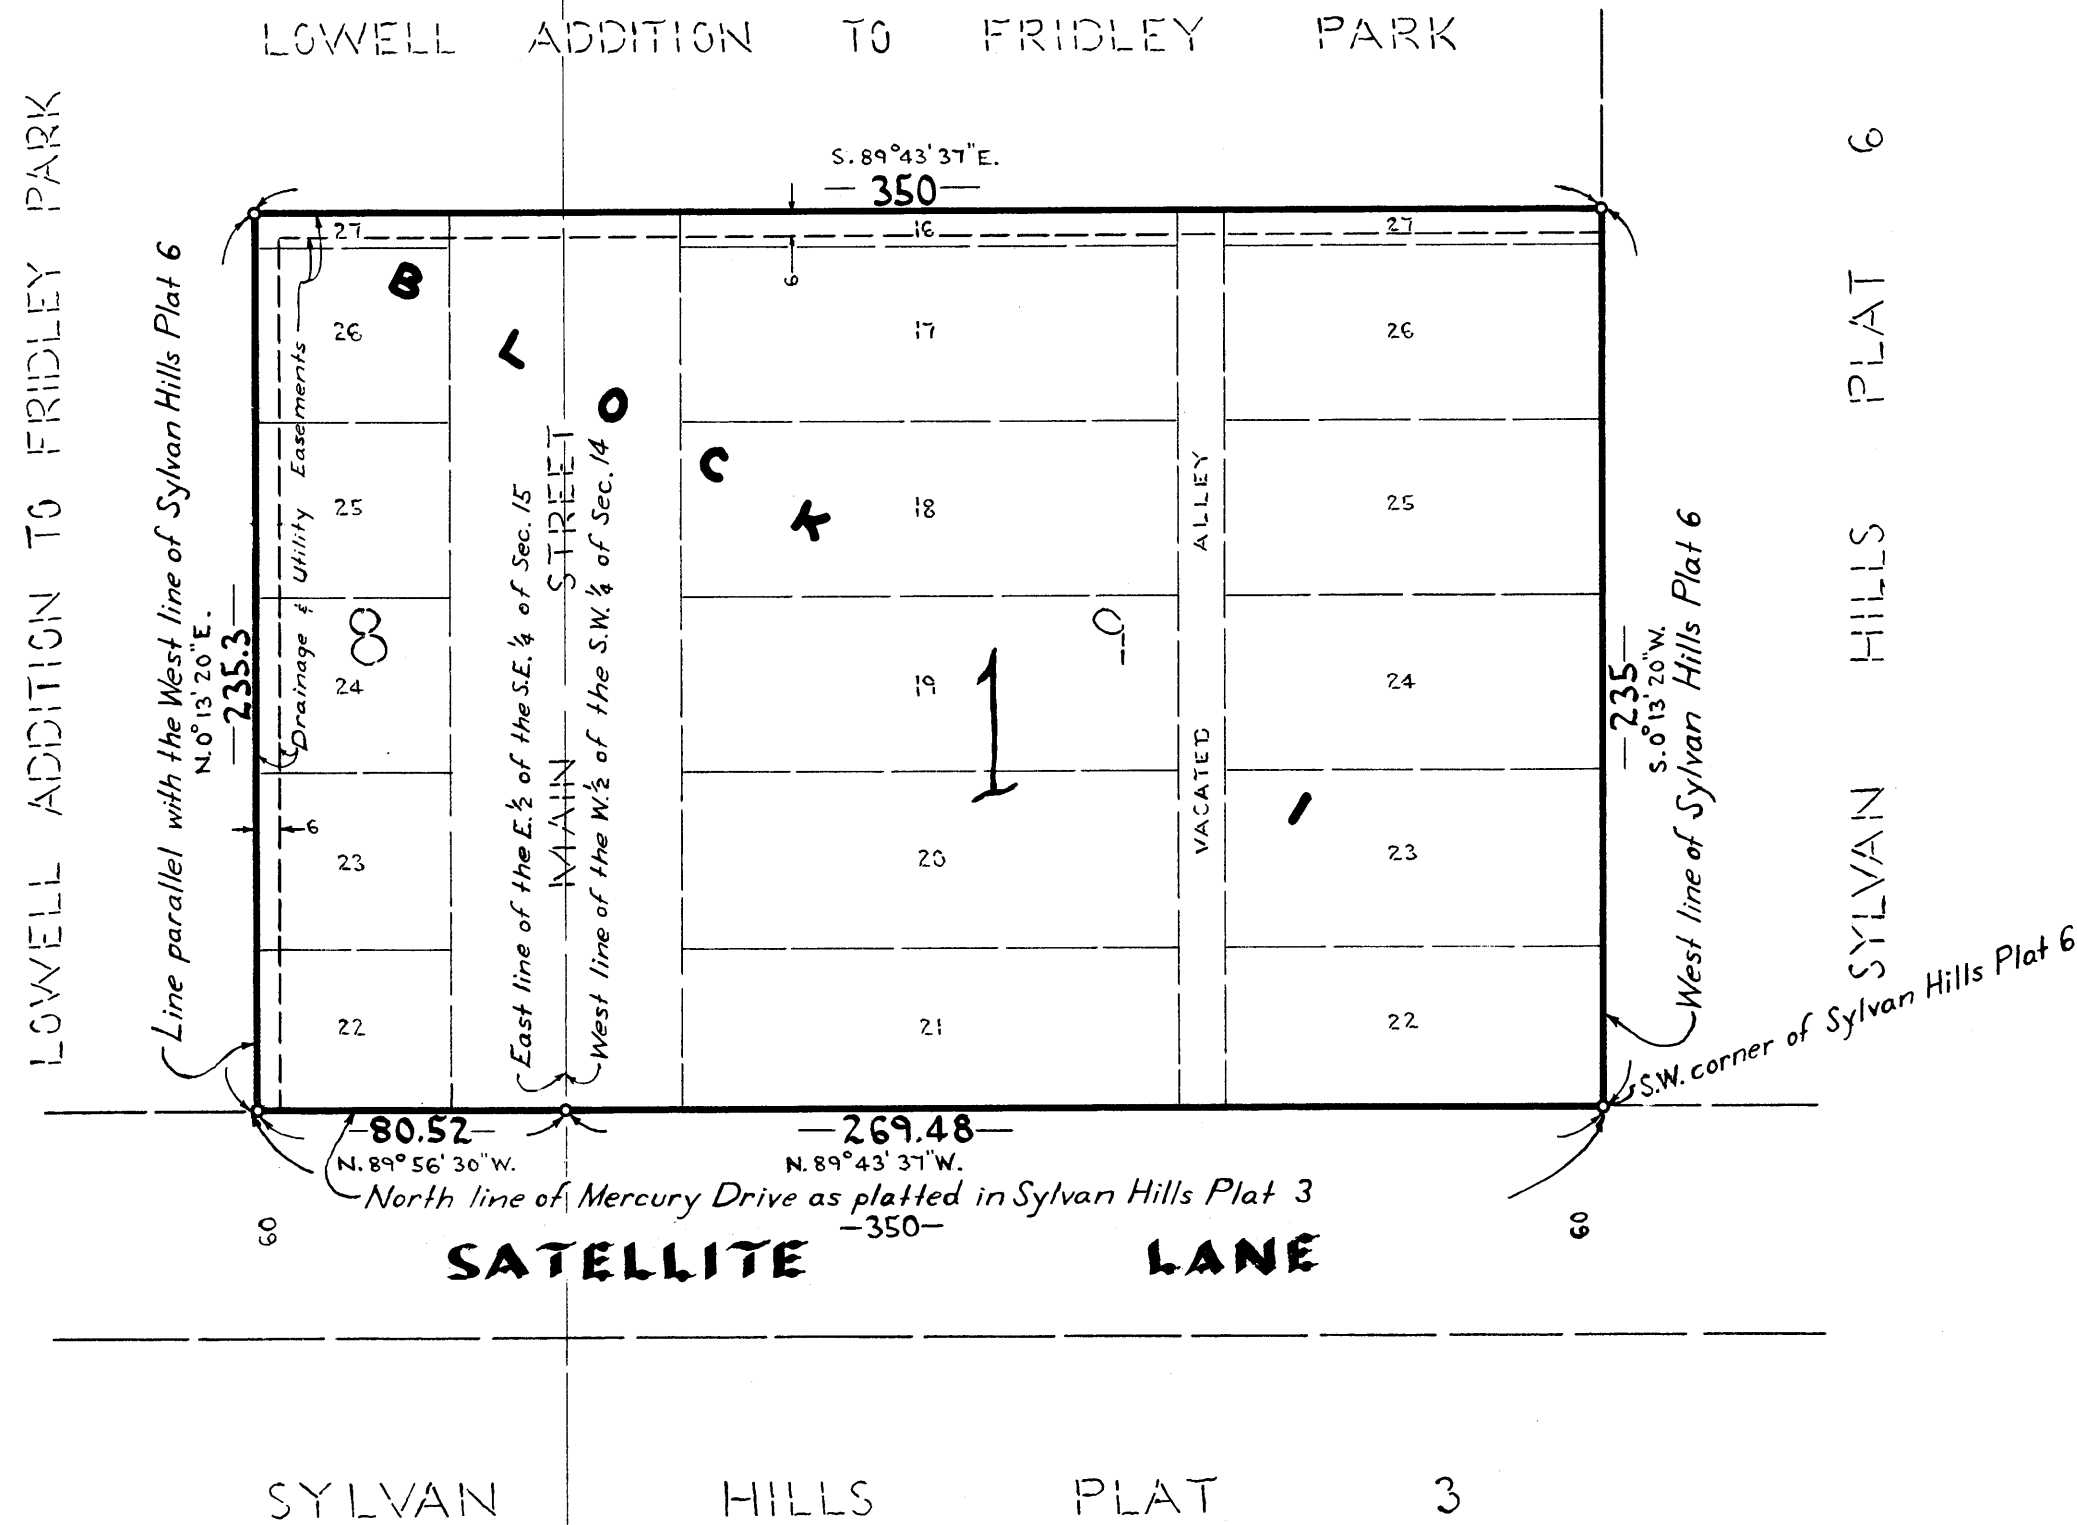 LOWELL ADDITION TO FRIDLEY PARK
LOWELL ADDITION TO FRIDLEY PARK
SYLVAN HILLS PLAT 6
S. 89°43'37"E.
—350—
27
16
27
6
B L O C K 1
26
17
26
25
18
25
8
9
24
19
24
1
23
20
23
22
21
22
6
Drainage & Utility Easements
Line parallel with the West line of Sylvan Hills Plat 6
N.0°13'20"E.
—235.3—
East line of the E.½ of the S.E.¼ of Sec.15
MAIN STREET
West line of the W.½ of the S.W.¼ of Sec.14
VACATED ALLEY
—235—
S.0°13'20"W.
West line of Sylvan Hills Plat 6
S.W. corner of Sylvan Hills Plat 6
—80.52—
—269.48—
N.89°56'30"W.
N.89°43'37"W.
North line of Mercury Drive as platted in Sylvan Hills Plat 3
—350—
60
60
SATELLITE LANE
SYLVAN HILLS PLAT 3